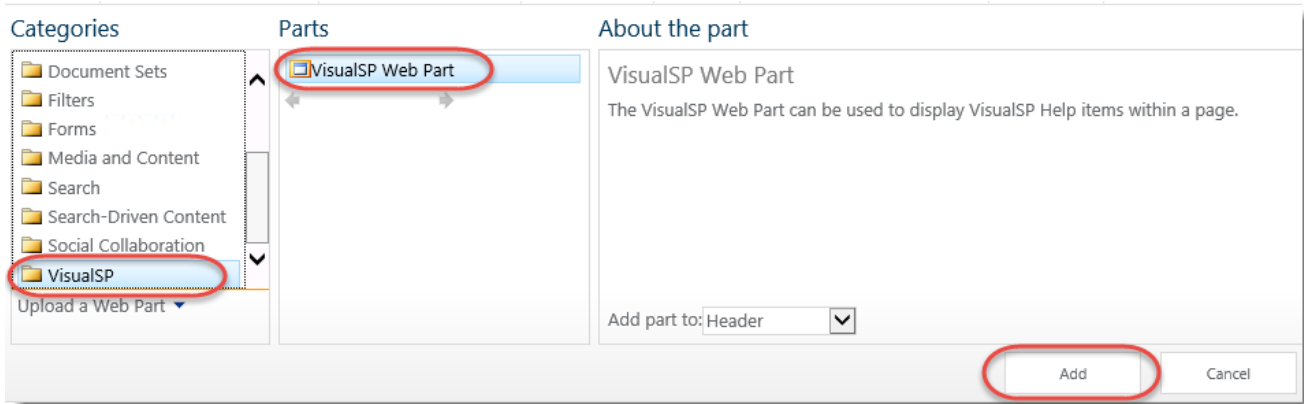 Categories
Parts
About the part
Document Sets
Filters
Forms
Media and Content
Search
Search-Driven Content
Social Collaboration
VisualSP
Upload a Web Part
VisualSP Web Part
VisualSP Web Part
The VisualSP Web Part can be used to display VisualSP Help items within a page.
Add part to: Header
Add
Cancel